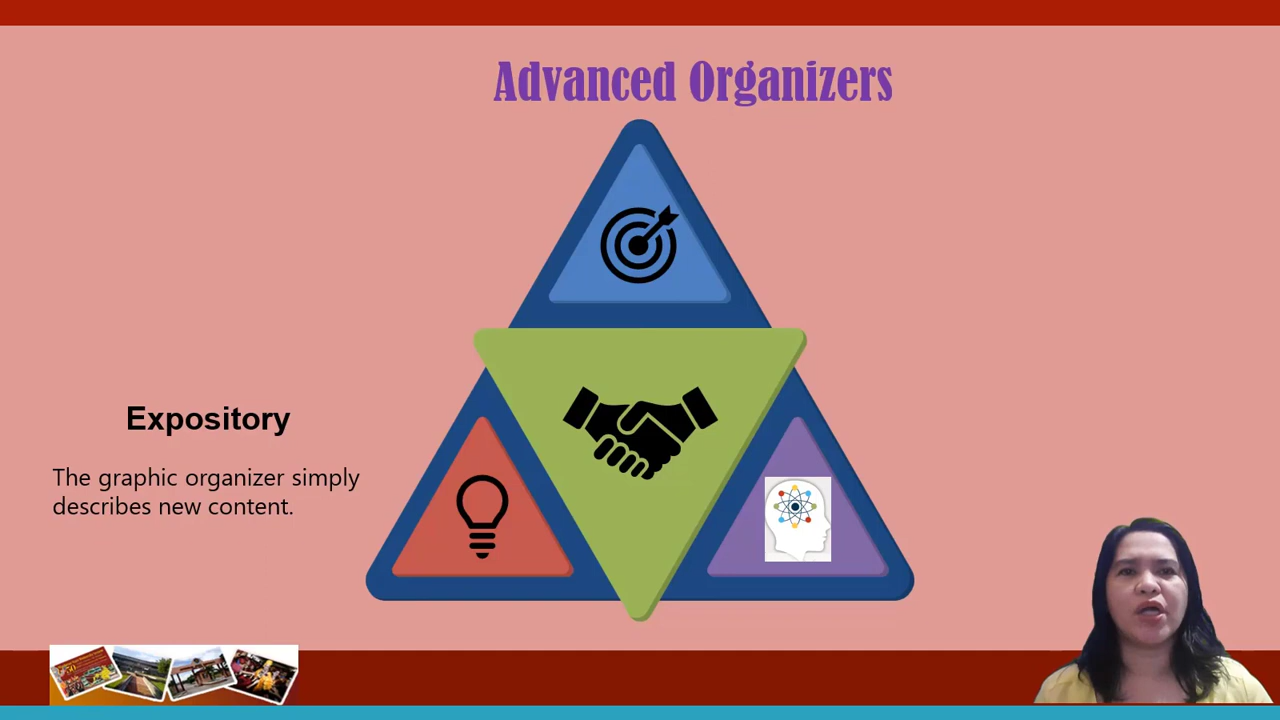 Advanced Organizers
Expository
The graphic organizer simply
describes new content.